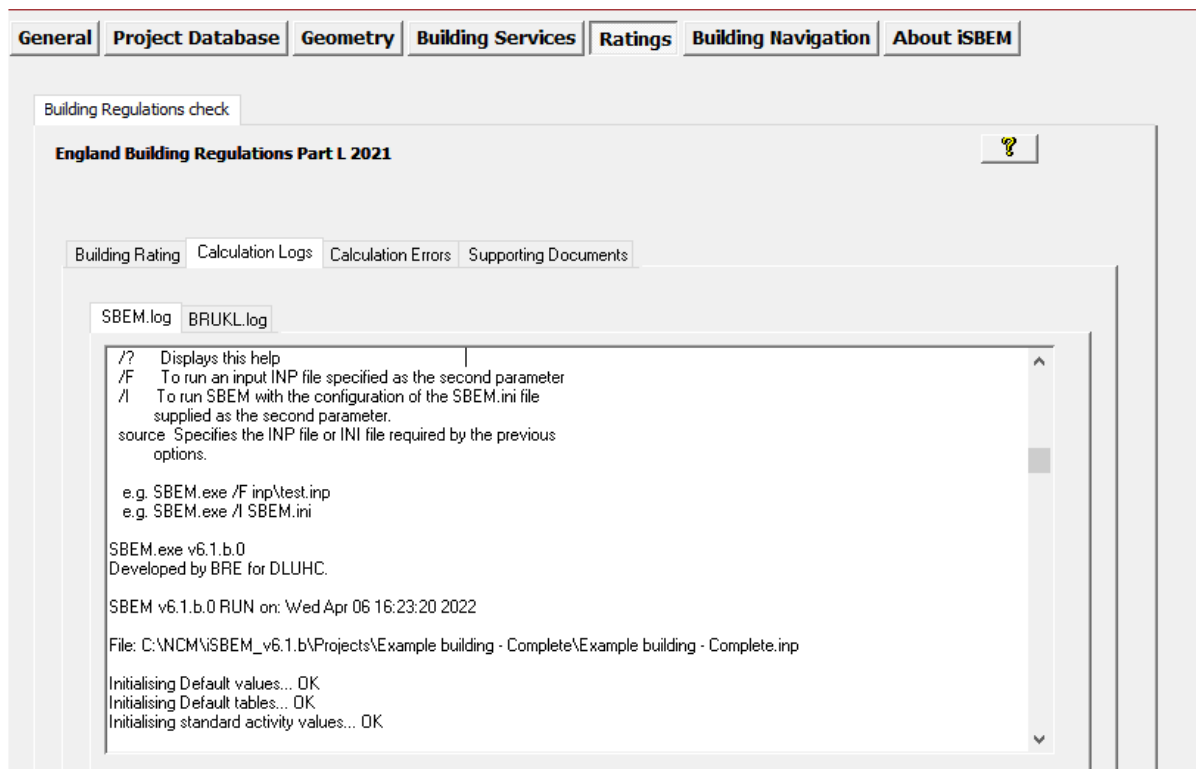 General Project Database Geometry Building Services Ratings Building Navigation About iSBEM
Building Regulations check
England Building Regulations Part L 2021
?
Building Rating Calculation Logs Calculation Errors Supporting Documents
SBEM.log BRUKL.log
/? Displays this help
/F To run an input INP file specified as the second parameter
/I To run SBEM with the configuration of the SBEM.ini file
supplied as the second parameter.
source Specifies the INP file or INI file required by the previous
options.
e.g. SBEM.exe /F inp\test.inp
e.g. SBEM.exe /I SBEM.ini
SBEM.exe v6.1.b.0
Developed by BRE for DLUHC.
SBEM v6.1.b.0 RUN on: Wed Apr 06 16:23:20 2022
File: C:\NCM\iSBEM_v6.1.b\Projects\Example building - Complete\Example building - Complete.inp
Initialising Default values... OK
Initialising Default tables... OK
Initialising standard activity values... OK